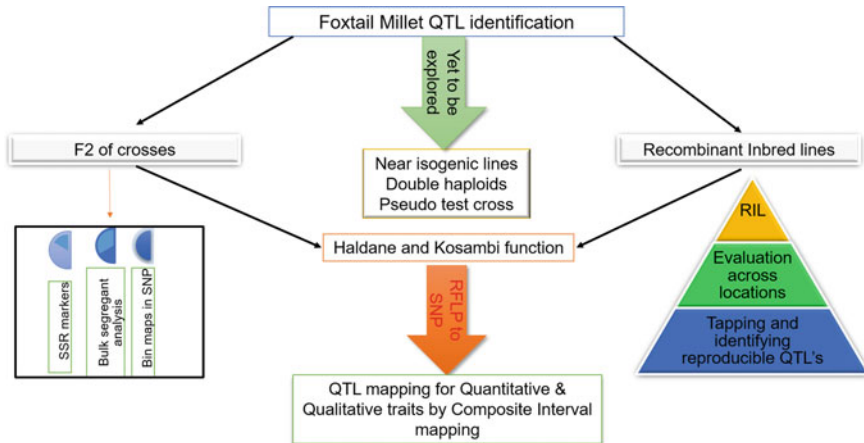 Foxtail Millet QTL identification
Yet to be
explored
F2 of crosses
Near isogenic lines
Double haploids
Pseudo test cross
Recombinant Inbred lines
Haldane and Kosambi function
SSR markers
Bulk segregant
analysis
Bin maps in SNP
RFLP to
SNP
RIL
Evaluation
across
locations
Tapping and
identifying
reproducible QTL's
QTL mapping for Quantitative &
Qualitative traits by Composite Interval
mapping